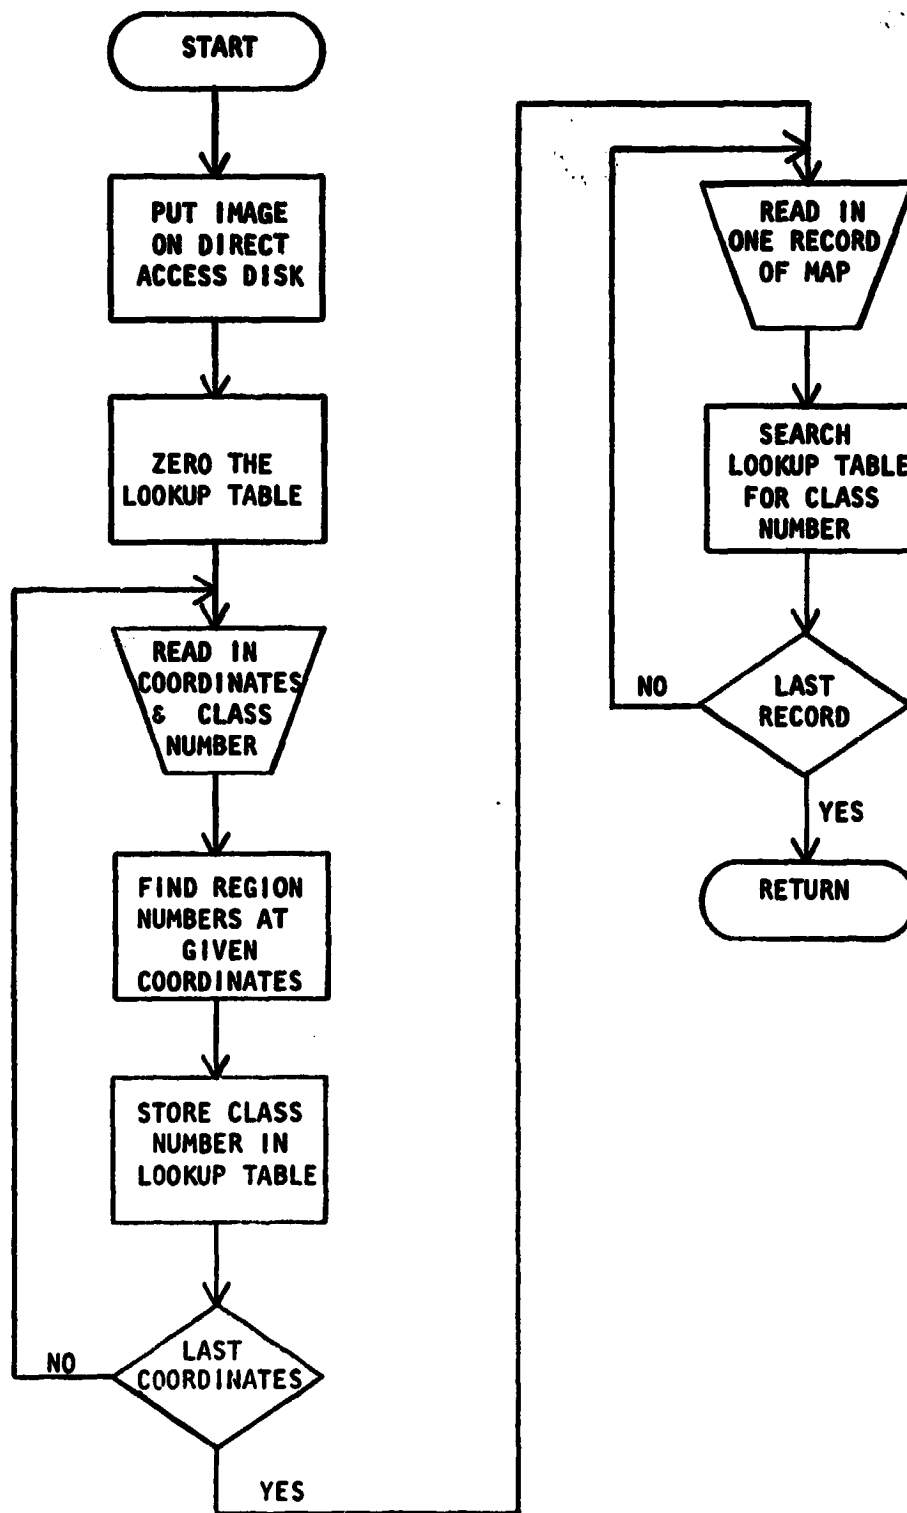 START
PUT IMAGE
ON DIRECT
ACCESS DISK
ZERO THE
LOOKUP TABLE
READ IN
COORDINATES
& CLASS
NUMBER
FIND REGION
NUMBERS AT
GIVEN
COORDINATES
STORE CLASS
NUMBER IN
LOOKUP TABLE
LAST
COORDINATES
NO
YES
READ IN
ONE RECORD
OF MAP
SEARCH
LOOKUP TABLE
FOR CLASS
NUMBER
LAST
RECORD
NO
YES
RETURN